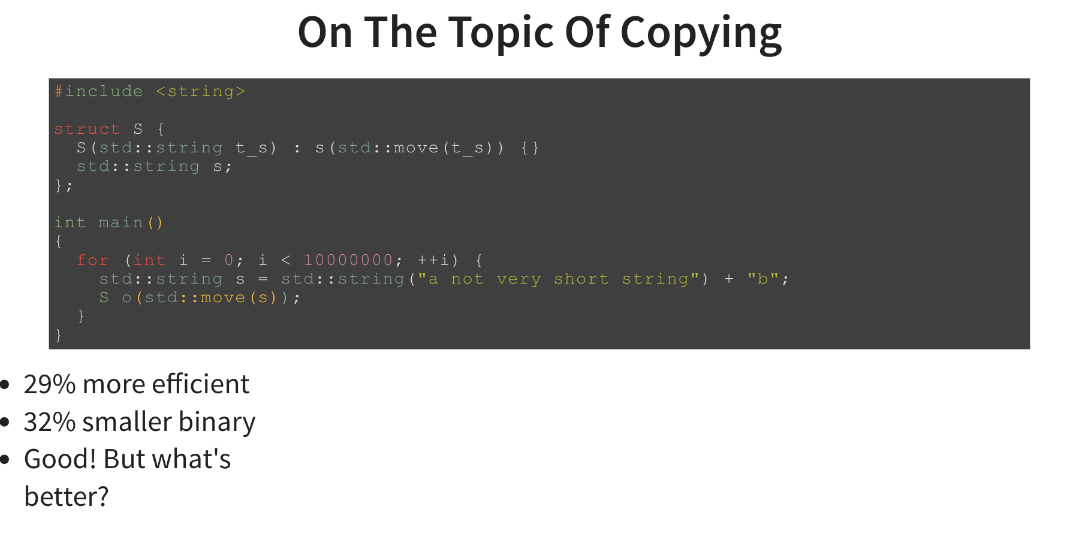 On The Topic Of Copying
#include <string>
struct S {
  S(std::string t_s) : s(std::move(t_s)) {}
  std::string s;
};
int main()
{
  for (int i = 0; i < 10000000; ++i) {
    std::string s = std::string("a not very short string") + "b";
    S o(std::move(s));
  }
}
• 29% more efficient
• 32% smaller binary
• Good! But what's
better?